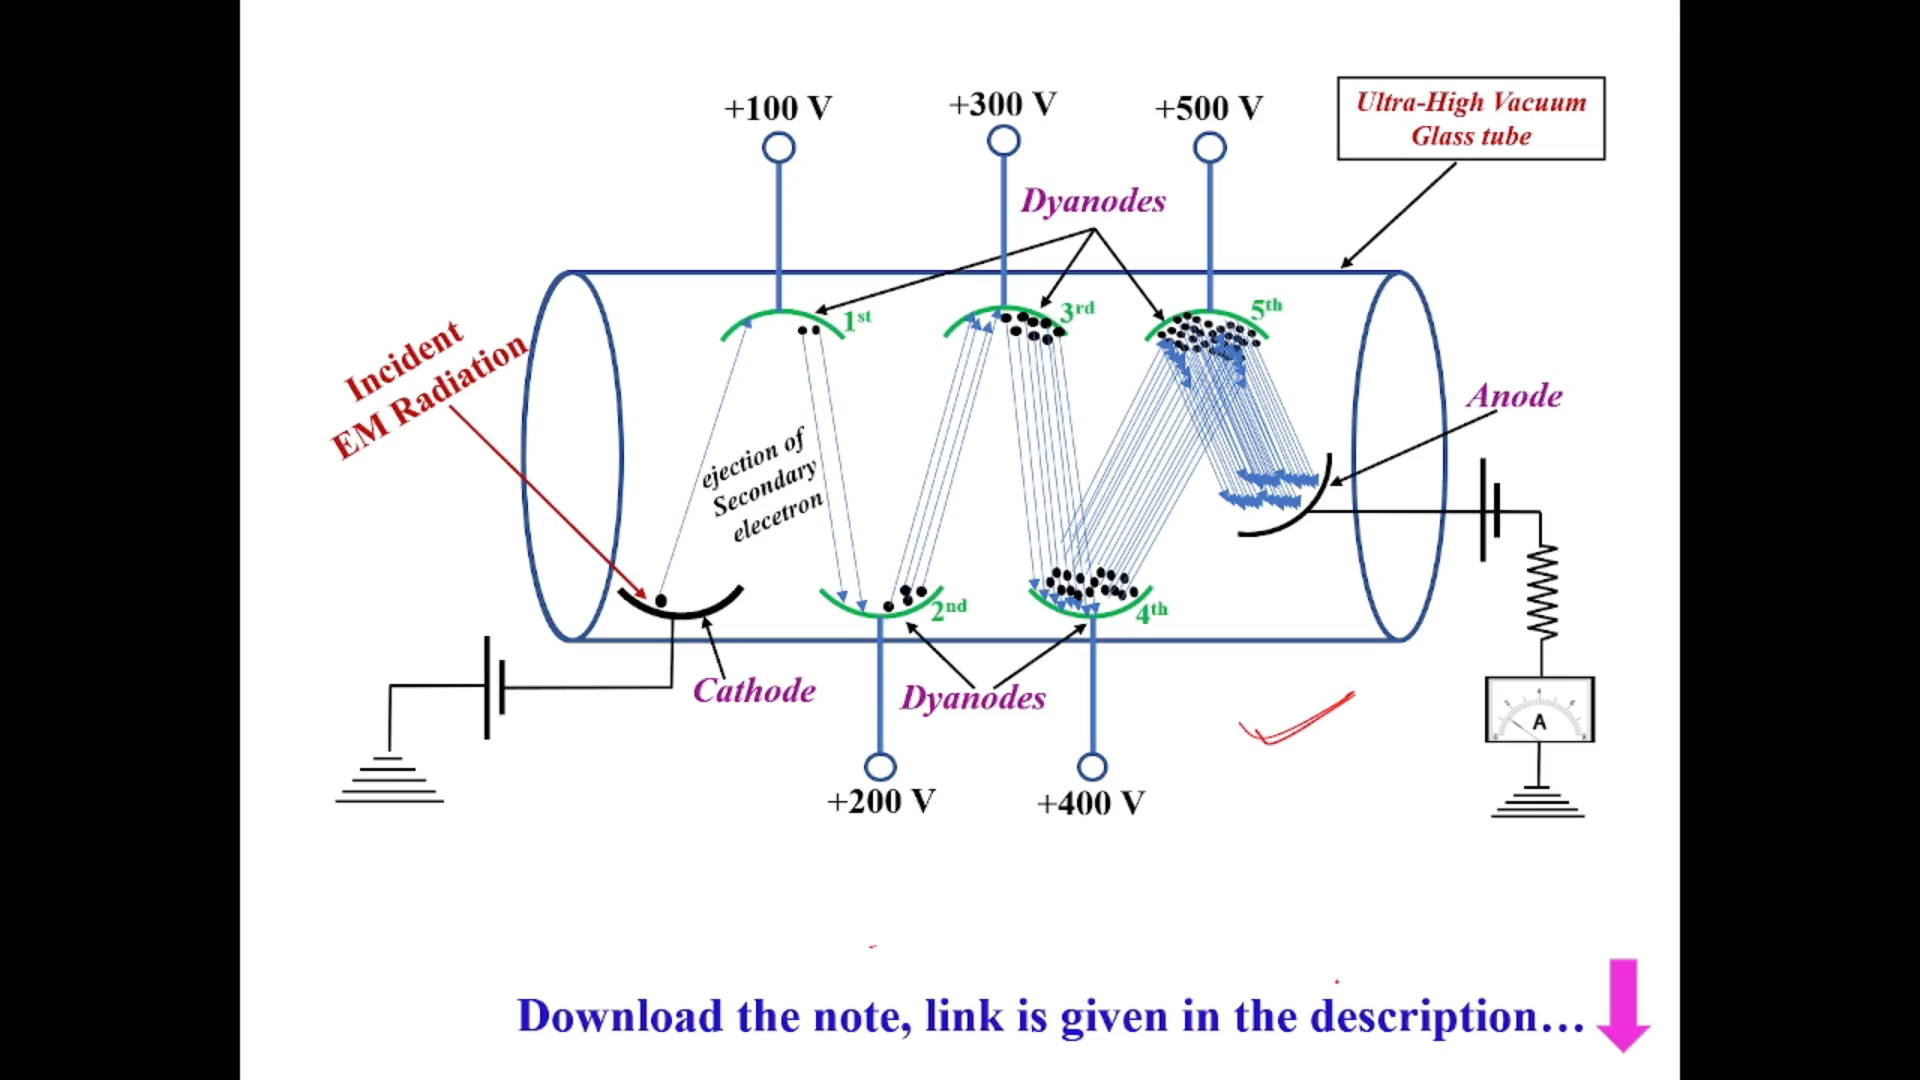 +100 V
+300 V
+500 V
Ultra-High Vacuum
Glass tube
Dyanodes
1st
3rd
5th
Incident
EM Radiation
Anode
ejection of
Secondary
elecetron
2nd
4th
Cathode
Dyanodes
A
+200 V
+400 V
Download the note, link is given in the description...